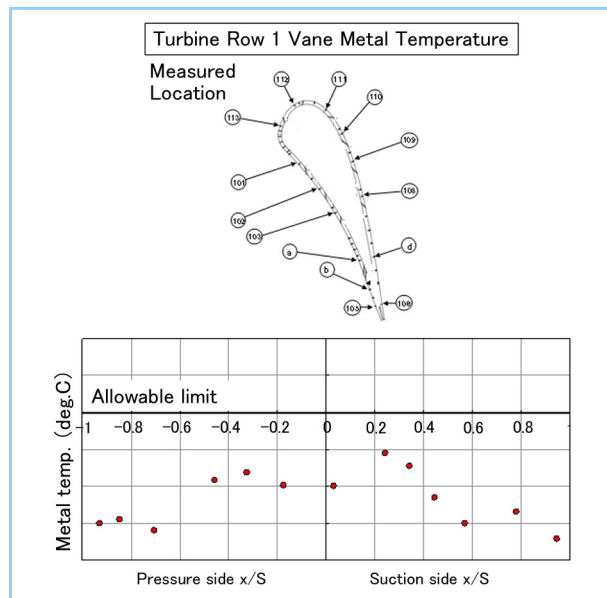 Turbine Row 1 Vane Metal Temperature
Measured
Location
112
111
110
113
109
101
108
102
103
a
d
b
105
106
Metal temp. (deg.C)
Allowable limit
-1 -0.8 -0.6 -0.4 -0.2 0 0.2 0.4 0.6 0.8 1
Pressure side x/S
Suction side x/S